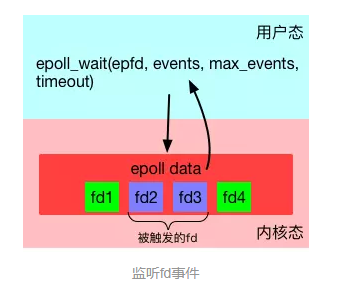 用户态
epoll_wait(epfd, events, max_events,
timeout)
epoll data
fd1 fd2 fd3 fd4
被触发的fd
内核态
监听fd事件